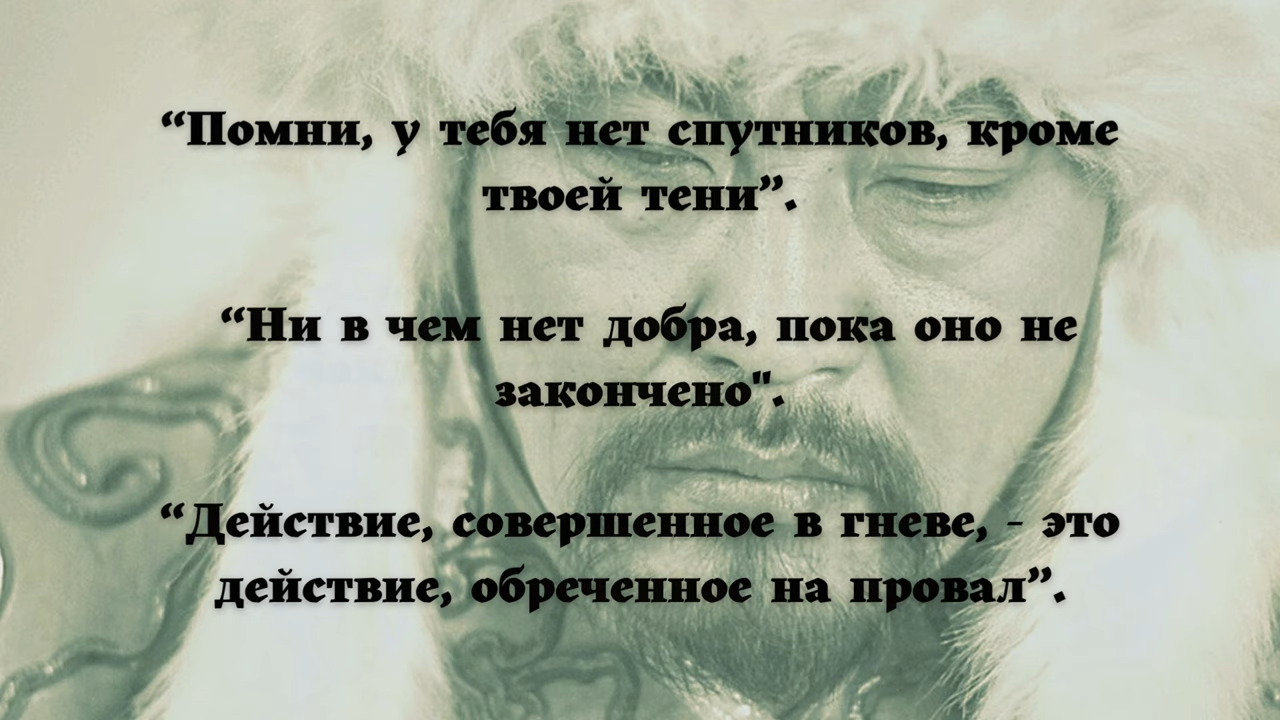 “Помни, у тебя нет спутников, кроме
твоей тени”.
“Ни в чем нет добра, пока оно не
закончено".
“Действие, совершенное в гневе, - это
действие, обреченное на провал”.